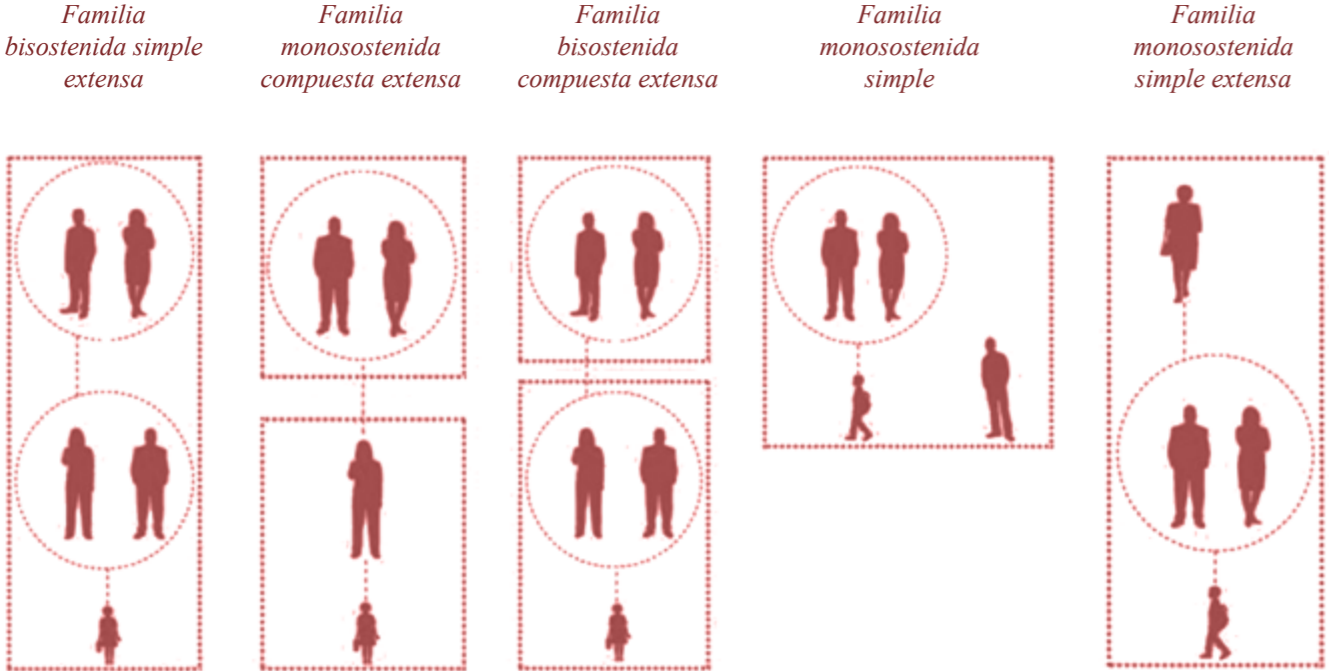 Familia
bisostenida simple
extensa
Familia
monosostenida
compuesta extensa
Familia
bisostenida
compuesta extensa
Familia
monosostenida
simple
Familia
monosostenida
simple extensa